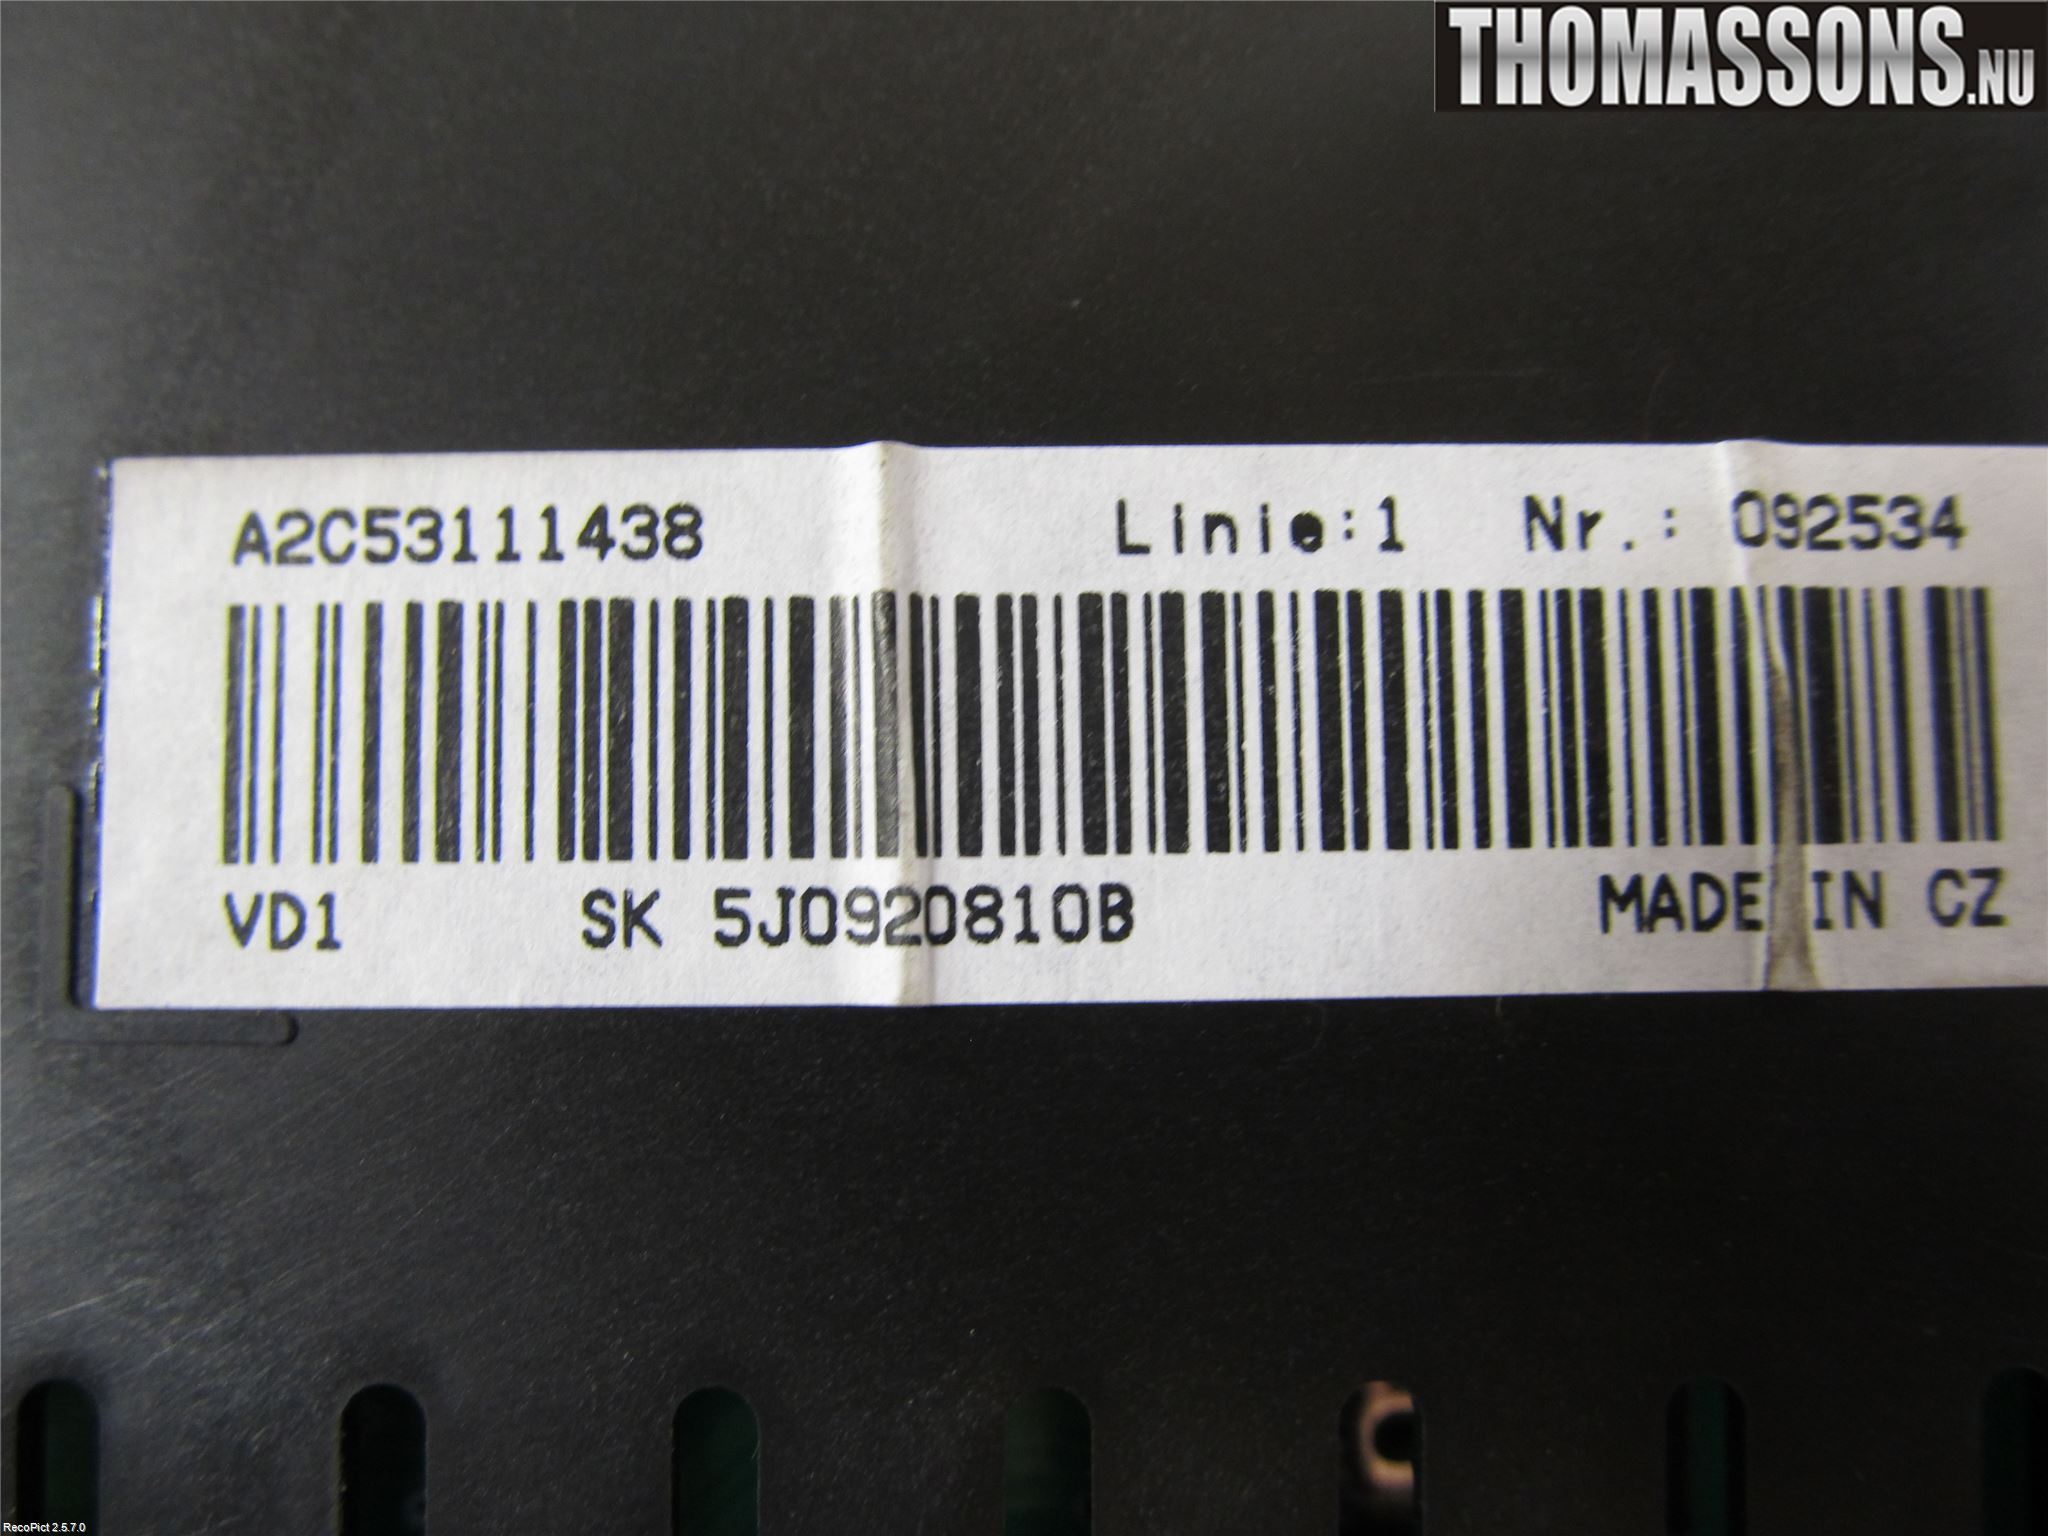 THOMASSONS.NU
A2C53111438 Linie:1 Nr.: 092534
VD1 SK 5J0920810B MADE IN CZ
RecoPict 2.5.7.0